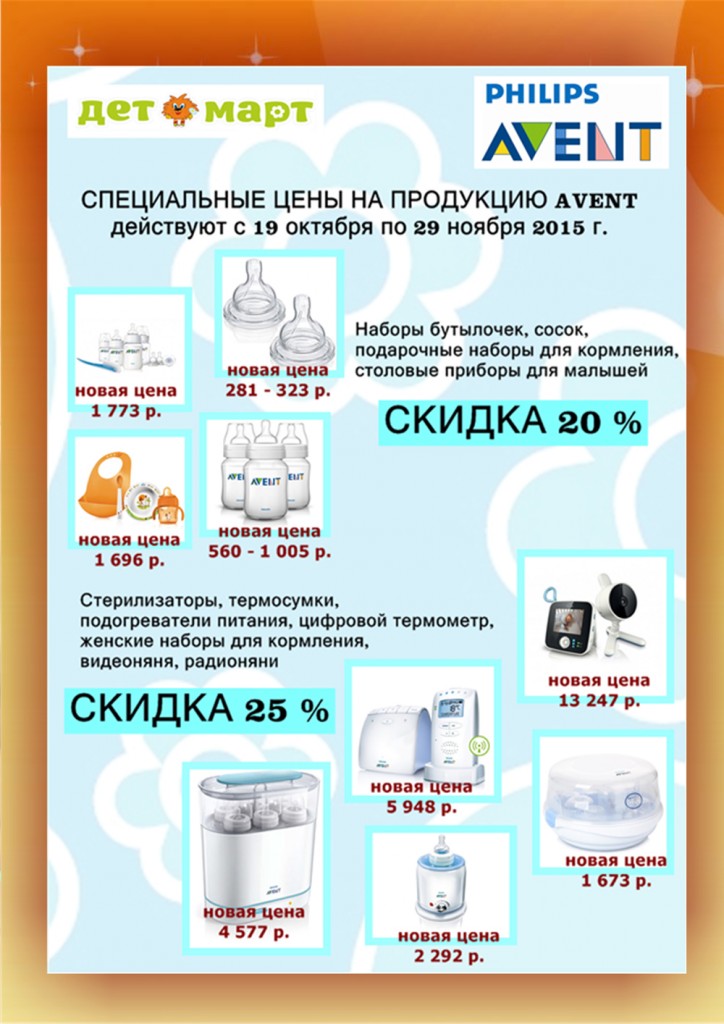 ДЕТ МАРТ
PHILIPS
AVENT
СПЕЦИАЛЬНЫЕ ЦЕНЫ НА ПРОДУКЦИЮ AVENT
действуют с 19 октября по 29 ноября 2015 г.
новая цена
1 773 р.
новая цена
281 - 323 р.
Наборы бутылочек, сосок,
подарочные наборы для кормления,
столовые приборы для малышей
СКИДКА 20 %
новая цена
1 696 р.
AVENT
новая цена
560 - 1 005 р.
Стерилизаторы, термосумки,
подогреватели питания, цифровой термометр,
женские наборы для кормления,
видеоняня, радионяни
СКИДКА 25 %
новая цена
13 247 р.
новая цена
5 948 р.
новая цена
1 673 р.
AVENT
новая цена
4 577 р.
новая цена
2 292 р.